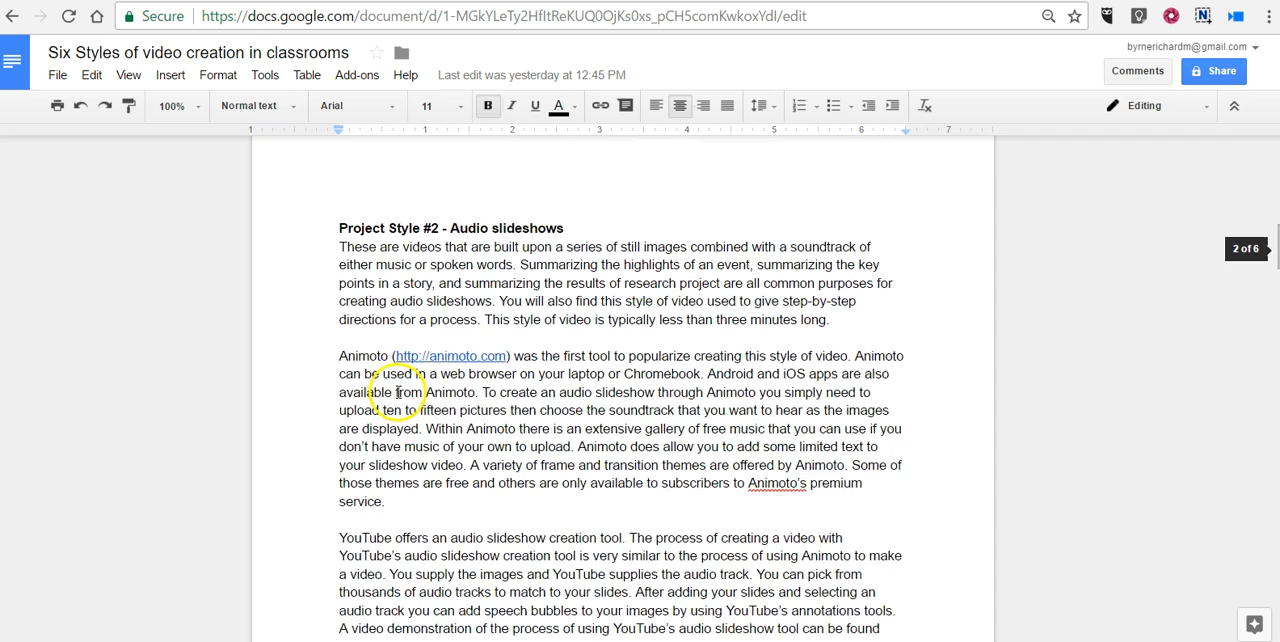 Secure https://docs.google.com/document/d/1-MGkYLeTy2HfItReKUQ0OjKs0xs_pCH5comKwkoxYdI/edit
Six Styles of video creation in classrooms
byrnerichardm@gmail.com
File Edit View Insert Format Tools Table Add-ons Help Last edit was yesterday at 12:45 PM
Comments Share
100% Normal text Arial 11 B I U A Editing
1 1 2 3 4 5 6 7
Project Style #2 - Audio slideshows
These are videos that are built upon a series of still images combined with a soundtrack of
either music or spoken words. Summarizing the highlights of an event, summarizing the key
points in a story, and summarizing the results of research project are all common purposes for
creating audio slideshows. You will also find this style of video used to give step-by-step
directions for a process. This style of video is typically less than three minutes long.
2 of 6
Animoto (http://animoto.com) was the first tool to popularize creating this style of video. Animoto
can be used in a web browser on your laptop or Chromebook. Android and iOS apps are also
available from Animoto. To create an audio slideshow through Animoto you simply need to
upload ten to fifteen pictures then choose the soundtrack that you want to hear as the images
are displayed. Within Animoto there is an extensive gallery of free music that you can use if you
don't have music of your own to upload. Animoto does allow you to add some limited text to
your slideshow video. A variety of frame and transition themes are offered by Animoto. Some of
those themes are free and others are only available to subscribers to Animoto's premium
service.
YouTube offers an audio slideshow creation tool. The process of creating a video with
YouTube's audio slideshow creation tool is very similar to the process of using Animoto to make
a video. You supply the images and YouTube supplies the audio track. You can pick from
thousands of audio tracks to match to your slides. After adding your slides and selecting an
audio track you can add speech bubbles to your images by using YouTube's annotations tools.
A video demonstration of the process of using YouTube's audio slideshow tool can be found